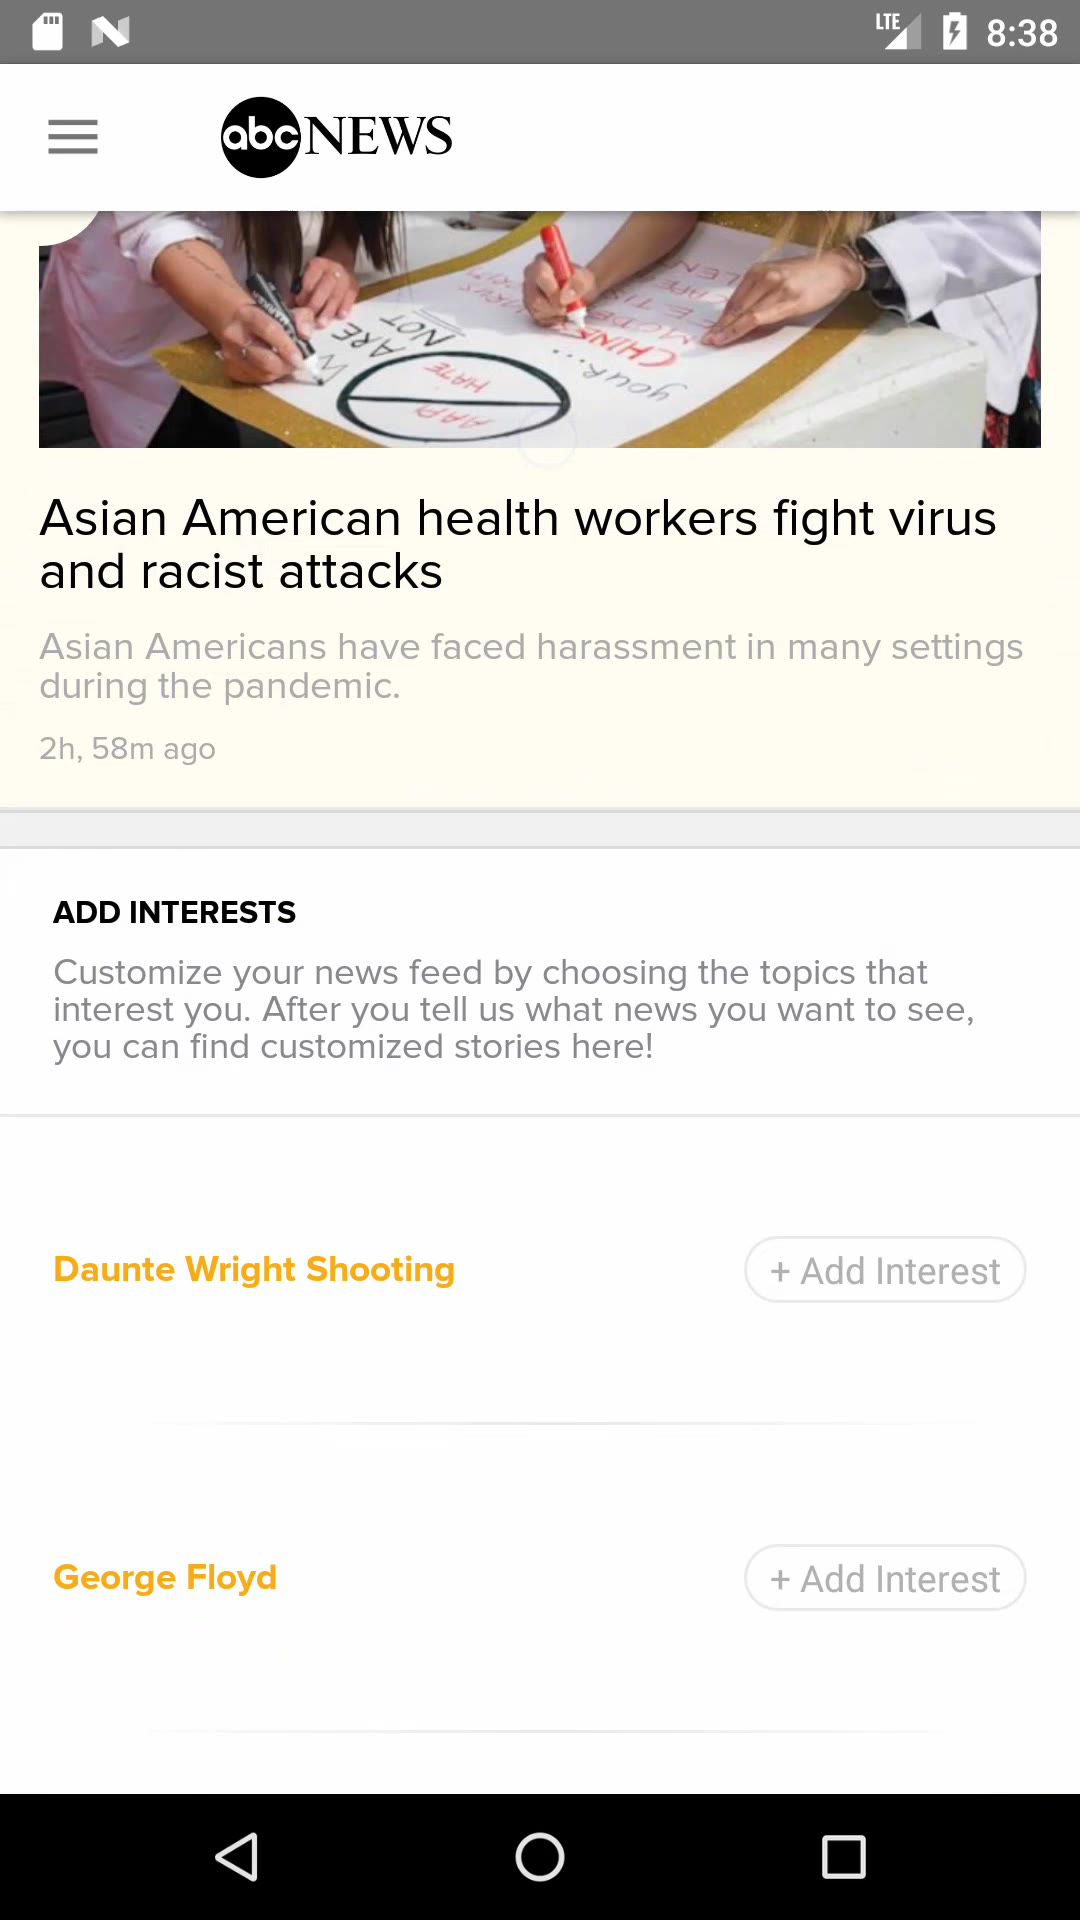 LTE 8:38
abc NEWS
WE ARE NOT
YOUR...
CHINESE
HATE
AAPI
Asian American health workers fight virus
and racist attacks
Asian Americans have faced harassment in many settings
during the pandemic.
2h, 58m ago
ADD INTERESTS
Customize your news feed by choosing the topics that
interest you. After you tell us what news you want to see,
you can find customized stories here!
Daunte Wright Shooting
+ Add Interest
George Floyd
+ Add Interest